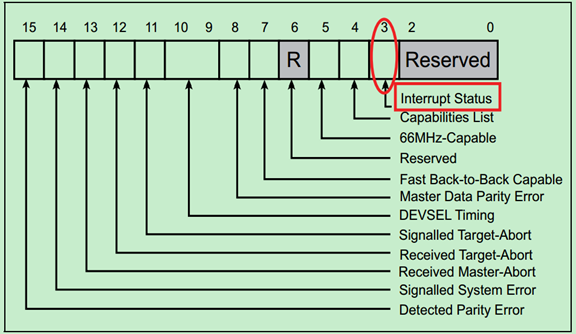 15 14 13 12 11 10 9 8 7 6 5 4 3 2 0
R Reserved
Interrupt Status
Capabilities List
66MHz-Capable
Reserved
Fast Back-to-Back Capable
Master Data Parity Error
DEVSEL Timing
Signalled Target-Abort
Received Target-Abort
Received Master-Abort
Signalled System Error
Detected Parity Error